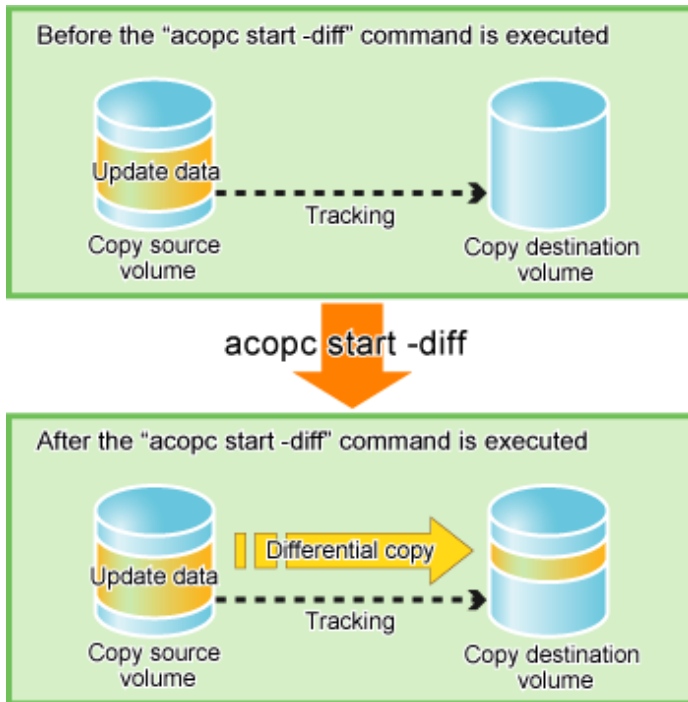 Before the “acopc start -diff” command is executed
Update data
Tracking
Copy source
volume
Copy destination
volume
acopc start -diff
After the “acopc start -diff” command is executed
Differential copy
Update data
Tracking
Copy source
volume
Copy destination
volume